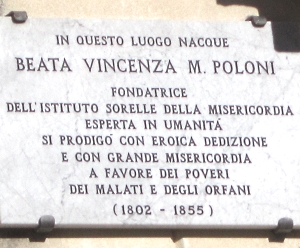 IN QUESTO LUOGO NACQUE
BEATA VINCENZA M. POLONI
FONDATRICE
DELL'ISTITUTO SORELLE DELLA MISERICORDIA
ESPERTA IN UMANITÁ
SI PRODIGÒ CON EROICA DEDIZIONE
E CON GRANDE MISERICORDIA
A FAVORE DEI POVERI
DEI MALATI E DEGLI ORFANI
(1802 - 1855)